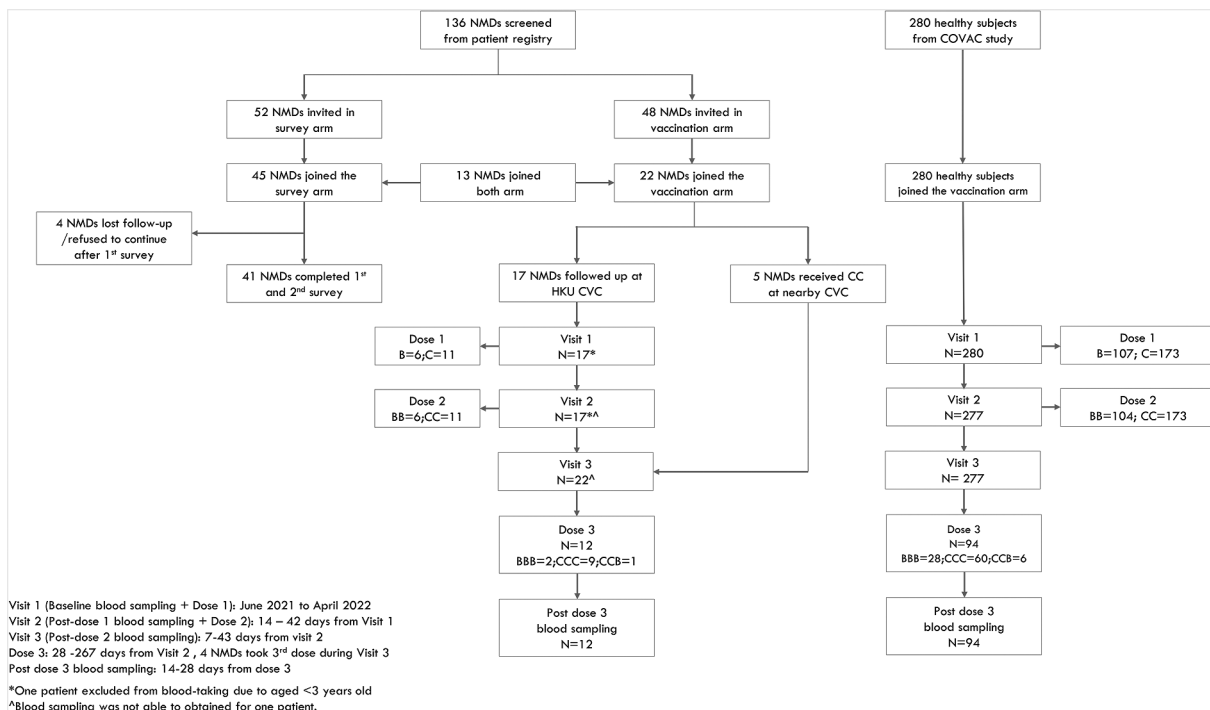 136 NMDs screened
from patient registry
280 healthy subjects
from COVAC study
52 NMDs invited in
survey arm
48 NMDs invited in
vaccination arm
45 NMDs joined the
survey arm
13 NMDs joined
both arm
22 NMDs joined the
vaccination arm
280 healthy subjects
joined the vaccination arm
4 NMDs lost follow-up
/refused to continue
after 1st survey
41 NMDs completed 1st
and 2nd survey
17 NMDs followed up at
HKU CVC
5 NMDs received CC
at nearby CVC
Dose 1
B=6;C=11
Visit 1
N=17*
Visit 1
N=280
Dose 1
B=107; C=173
Dose 2
BB=6;CC=11
Visit 2
N=17*^
Visit 2
N=277
Dose 2
BB=104; CC=173
Visit 3
N=22^
Visit 3
N= 277
Dose 3
N=12
BBB=2;CCC=9;CCB=1
Dose 3
N=94
BBB=28;CCC=60;CCB=6
Post dose 3
blood sampling
N=12
Post dose 3
blood sampling
N=94
Visit 1 (Baseline blood sampling + Dose 1): June 2021 to April 2022
Visit 2 (Post-dose 1 blood sampling + Dose 2): 14 – 42 days from Visit 1
Visit 3 (Post-dose 2 blood sampling): 7-43 days from visit 2
Dose 3: 28 -267 days from Visit 2 , 4 NMDs took 3rd dose during Visit 3
Post dose 3 blood sampling: 14-28 days from dose 3
*One patient excluded from blood-taking due to aged <3 years old
^Blood sampling was not able to obtained for one patient.